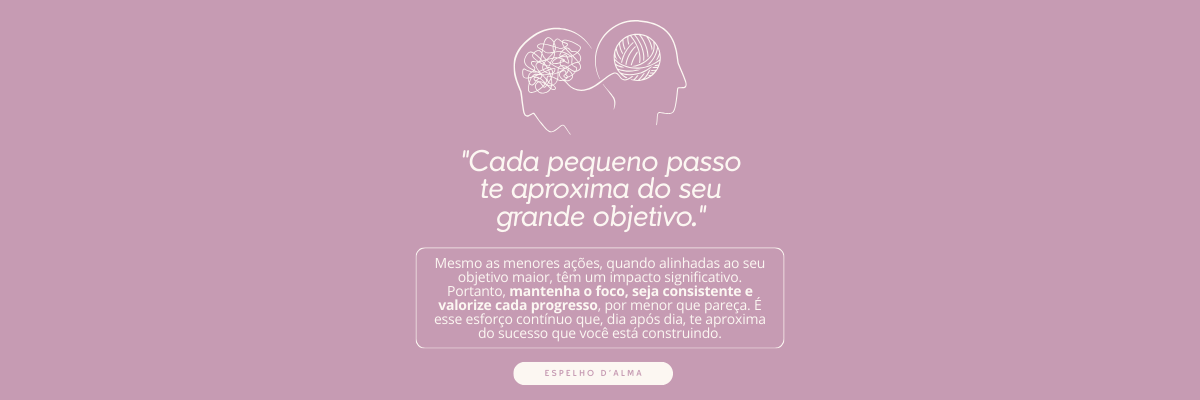 "Cada pequeno passo
te aproxima do seu
grande objetivo."
Mesmo as menores ações, quando alinhadas ao seu
objetivo maior, têm um impacto significativo.
Portanto, mantenha o foco, seja consistente e
valorize cada progresso, por menor que pareça. É
esse esforço contínuo que, dia após dia, te aproxima
do sucesso que você está construindo.
ESPELHO D'ALMA